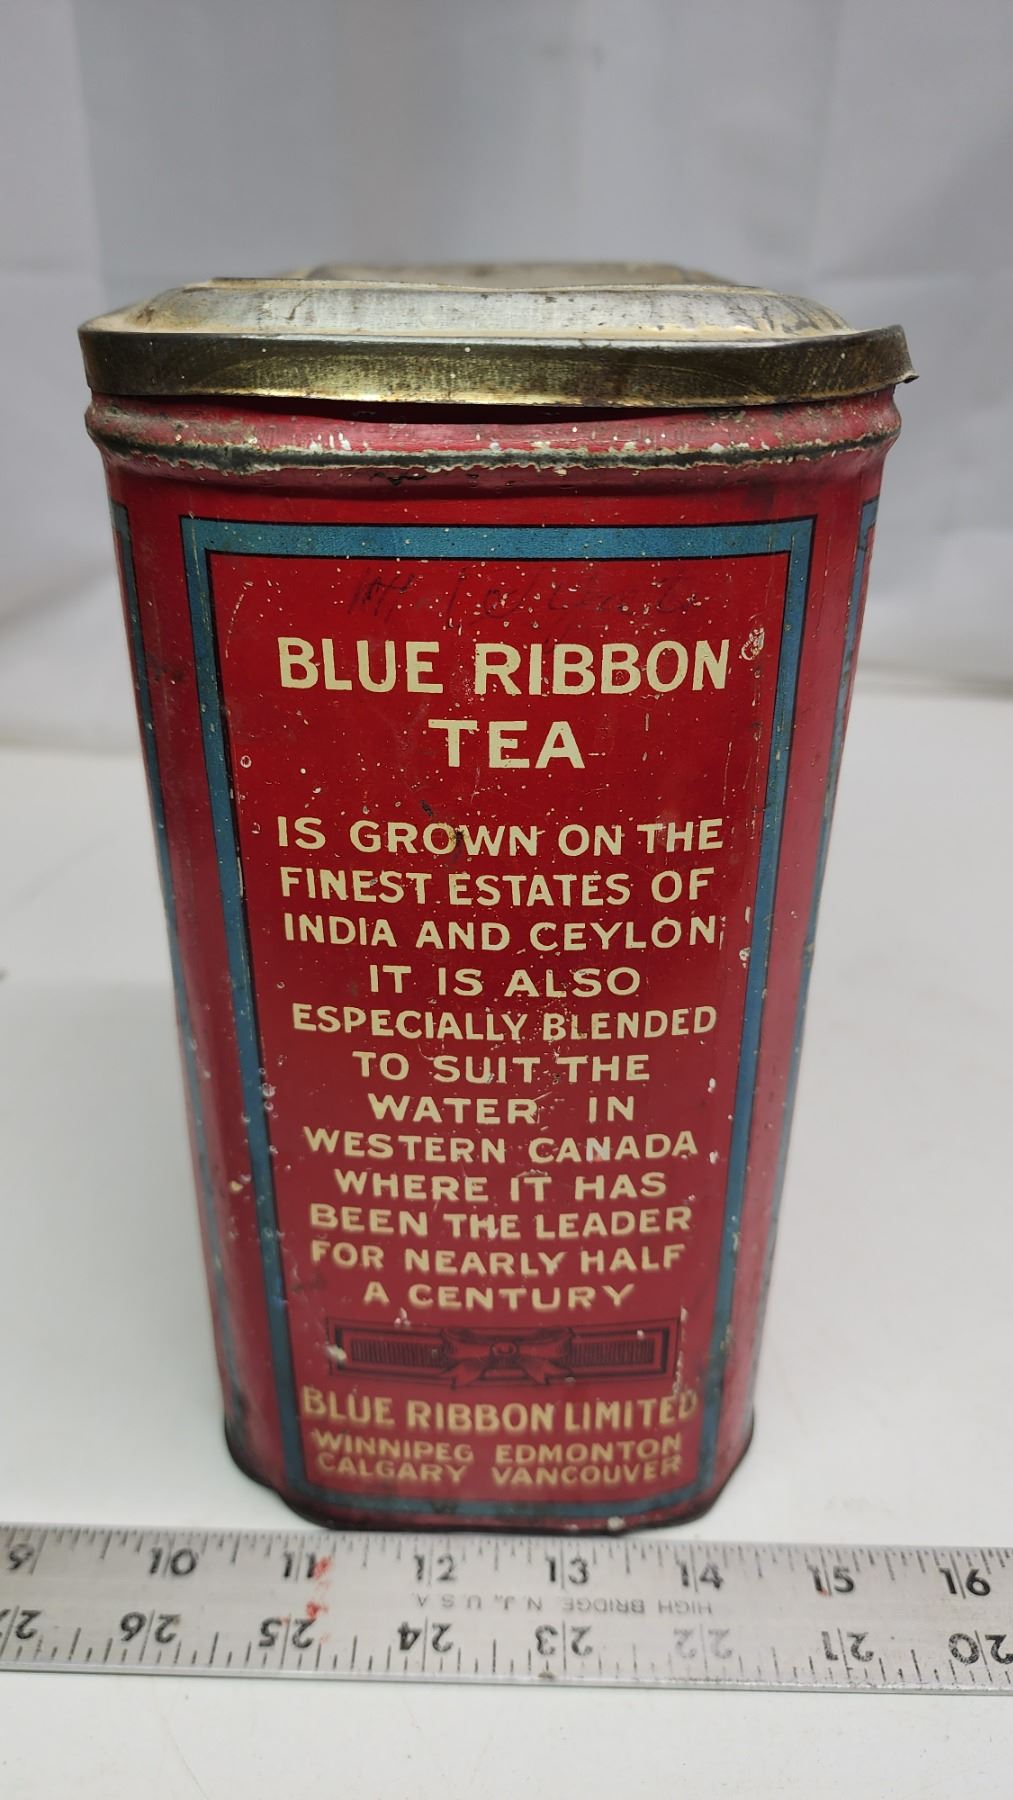 BLUE RIBBON
TEA
IS GROWN ON THE
FINEST ESTATES OF
INDIA AND CEYLON
IT IS ALSO
ESPECIALLY BLENDED
TO SUIT THE
WATER IN
WESTERN CANADA
WHERE IT HAS
BEEN THE LEADER
FOR NEARLY HALF
A CENTURY
BLUE RIBBON LIMITED
WINNIPEG EDMONTON
CALGARY VANCOUVER
9 10 11 12 13 14 15 16
HIGH BRIDGE N.J., U.S.A.
26 25 24 23 22 21 20